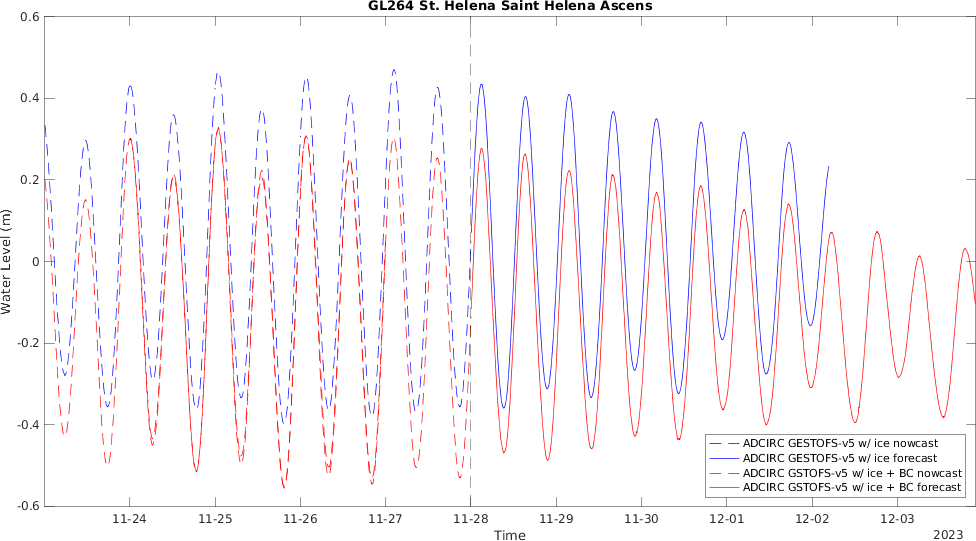 GL264 St. Helena Saint Helena Ascens
0.6
0.4
0.2
0
-0.2
-0.4
-0.6
Water Level (m)
ADCIRC GESTOFS-v5 w/ ice nowcast
ADCIRC GESTOFS-v5 w/ ice forecast
ADCIRC GSTOFS-v5 w/ ice + BC nowcast
ADCIRC GSTOFS-v5 w/ ice + BC forecast
11-24 11-25 11-26 11-27 11-28 11-29 11-30 12-01 12-02 12-03
Time
2023